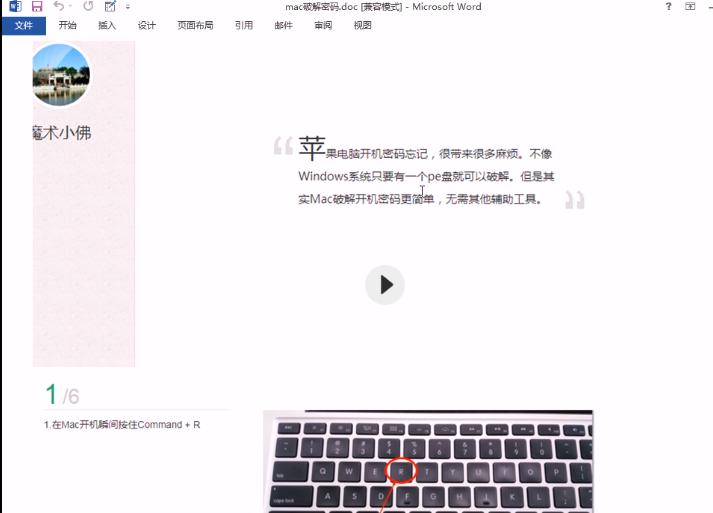 mac破解密码.doc [兼容模式] - Microsoft Word
?
文件 开始 插入 设计 页面布局 引用 邮件 审阅 视图
魔术小佛
苹果电脑开机密码忘记，很带来很多麻烦。不像
Windows系统只要有一个pe盘就可以破解。但是其
实Mac破解开机密码更简单，无需其他辅助工具。
1/6
1.在Mac开机瞬间按住Command + R
Q W E R T Y U I O P
A S D F G H J K L
caps lock